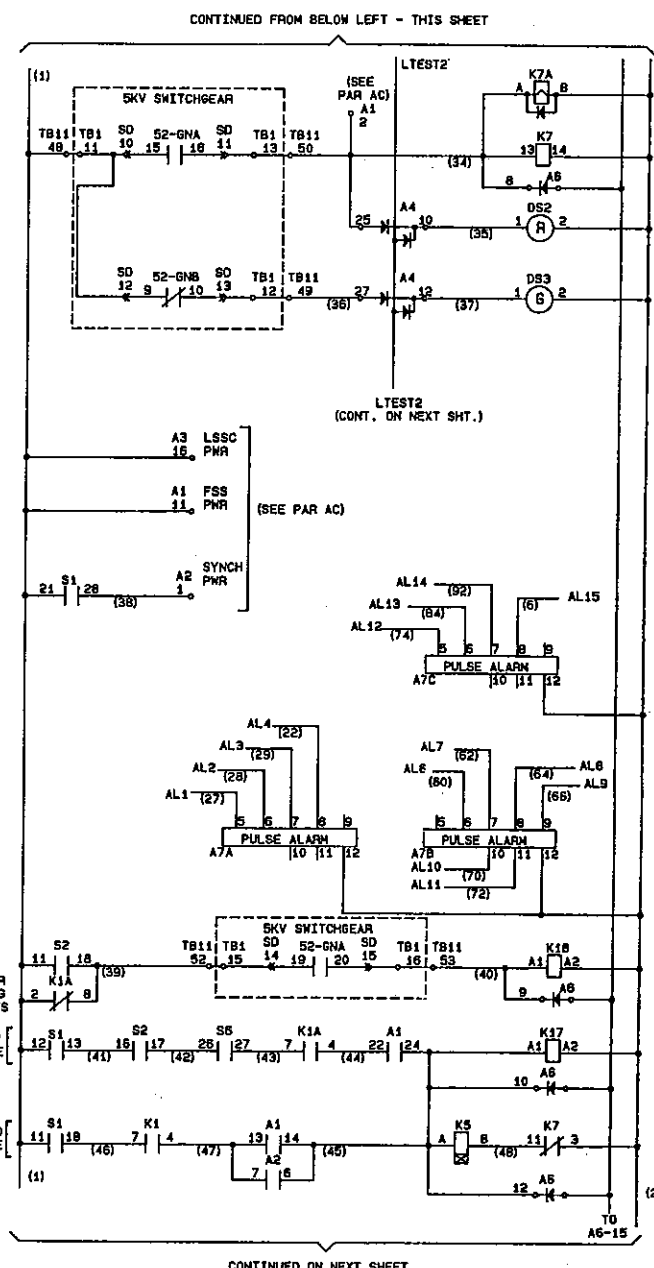 CONTINUED FROM BELOW LEFT - THIS SHEET
(1)
LTEST2
5KV SWITCHGEAR
(SEE
PAR AC)
A1
2
K7A
A B
TB11 TB1 SD 52-GNA SD TB1 TB11
48 11 10 15 16 11 13 50
(34)
K7
13 14
8 A6
A4
25 10
(35)
DS2
1 R 2
SD 52-GNB SD TB1 TB11
12 9 10 13 12 49
(36)
A4
27 12
(37)
DS3
1 G 2
LTEST2
(CONT. ON NEXT SHT.)
A3 LSSC
16 PWR
A1 FSS
11 PWR
(SEE PAR AC)
A2 SYNCH
1 PWR
S1
21 28
(38)
AL14 (92)
AL13 (84)
(6) AL15
AL12 (74)
5 6 7 8 9
PULSE ALARM
A7C 10 11 12
AL4 (22)
AL3 (29)
AL2 (28)
AL1 (27)
5 6 7 8 9
PULSE ALARM
A7A 10 11 12
AL7 (62)
AL6 (60)
(64) AL8
(66) AL9
5 6 7 8 9
PULSE ALARM
A7B 10 11 12
AL10 (70)
AL11 (72)
5KV SWITCHGEAR
S2
11 18
(39)
K1A
2 8
TB11 TB1 SD 52-GNA SD TB1 TB11
52 15 14 19 20 15 16 53
(40)
K16
A1 A2
9 A6
S1 S2 S6 K1A A1
12 13 (41) 16 17 (42) 26 27 (43) 7 4 (44) 22 24
K17
A1 A2
10 A6
S1 K1 A1
11 18 (46) 7 4 (47) 13 14 (45)
A2
7 6
K5
A B (48)
K7
11 3
12 A6
(1)
TO
A6-15
CONTINUED ON NEXT SHEET